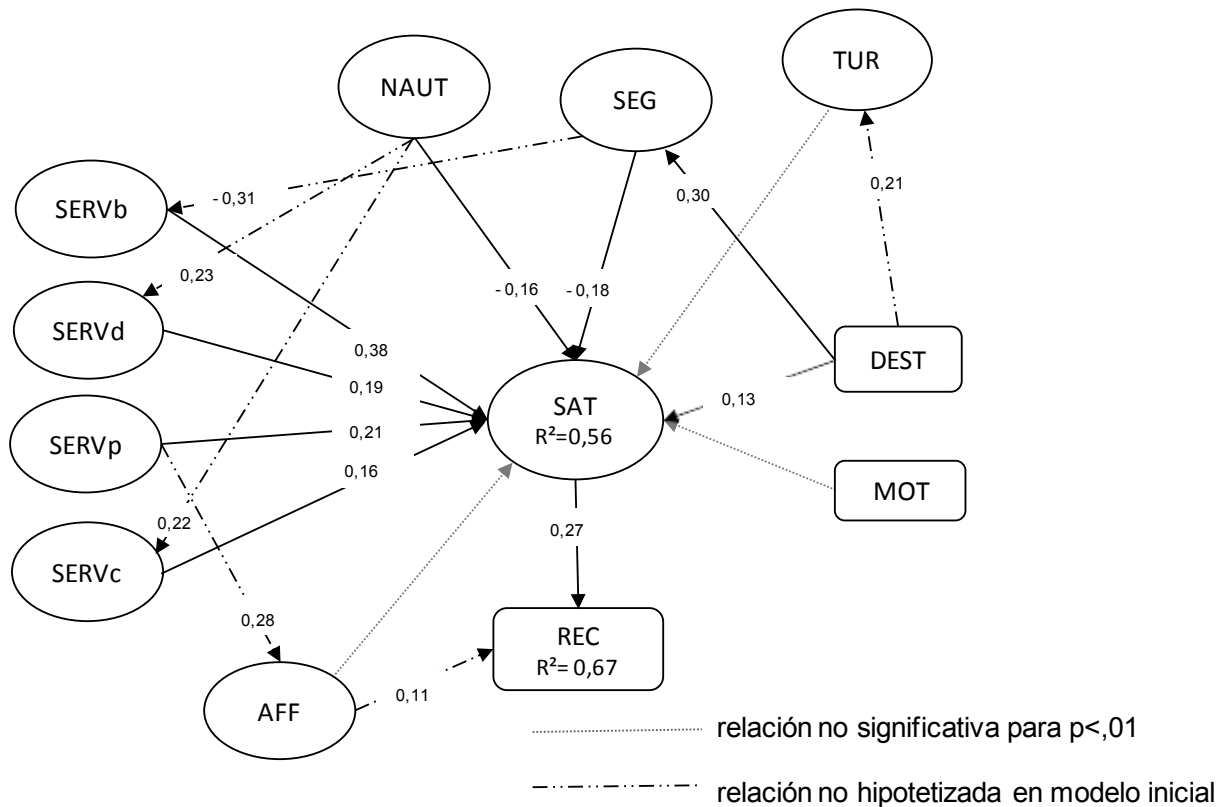 TUR
NAUT
SEG
SERVb
- 0,31
0,30
0,21
0,23
- 0,16
- 0,18
SERVd
0,38
DEST
0,19
SAT
R²=0,56
0,13
SERVp
0,21
0,16
MOT
0,22
0,27
SERVc
0,28
REC
R²= 0,67
AFF
0,11
relación no significativa para p<,01
relación no hipotetizada en modelo inicial